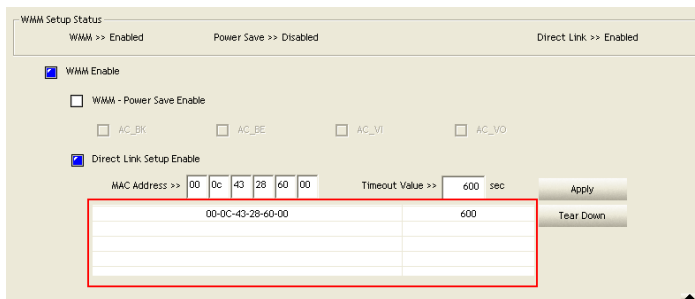 WMM Setup Status
WMM >> Enabled Power Save >> Disabled Direct Link >> Enabled
WMM Enable
WMM - Power Save Enable
AC_BK AC_BE AC_VI AC_VO
Direct Link Setup Enable
MAC Address >> 00 0c 43 28 60 00 Timeout Value >> 600 sec Apply
00-0C-43-28-60-00 600 Tear Down